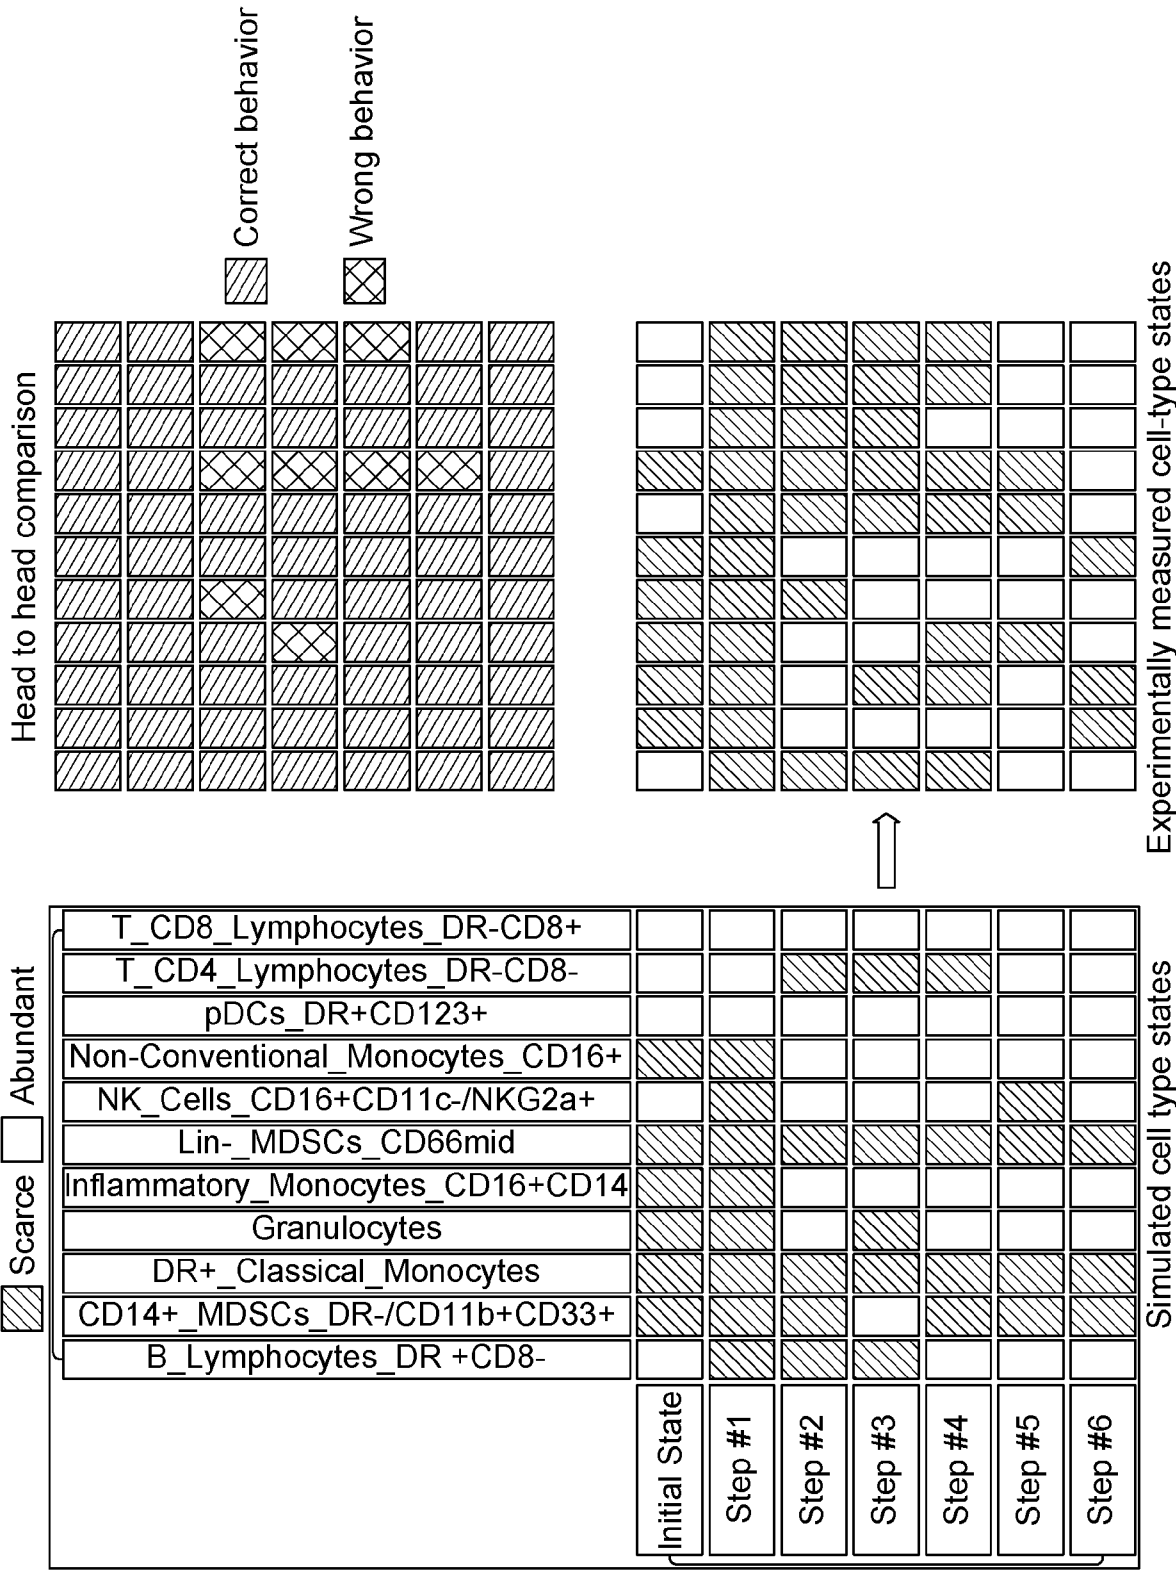 Scarce
Abundant
T_CD8_Lymphocytes_DR-CD8+
T_CD4_Lymphocytes_DR-CD8-
pDCs_DR+CD123+
Non-Conventional_Monocytes_CD16+
NK_Cells_CD16+CD11c-/NKG2a+
Lin-_MDSCs_CD66mid
Inflammatory_Monocytes_CD16+CD14
Granulocytes
DR+_Classical_Monocytes
CD14+_MDSCs_DR-/CD11b+CD33+
B_Lymphocytes_DR +CD8-
Initial State
Step #1
Step #2
Step #3
Step #4
Step #5
Step #6
Simulated cell type states
Head to head comparison
Correct behavior
Wrong behavior
Experimentally measured cell-type states